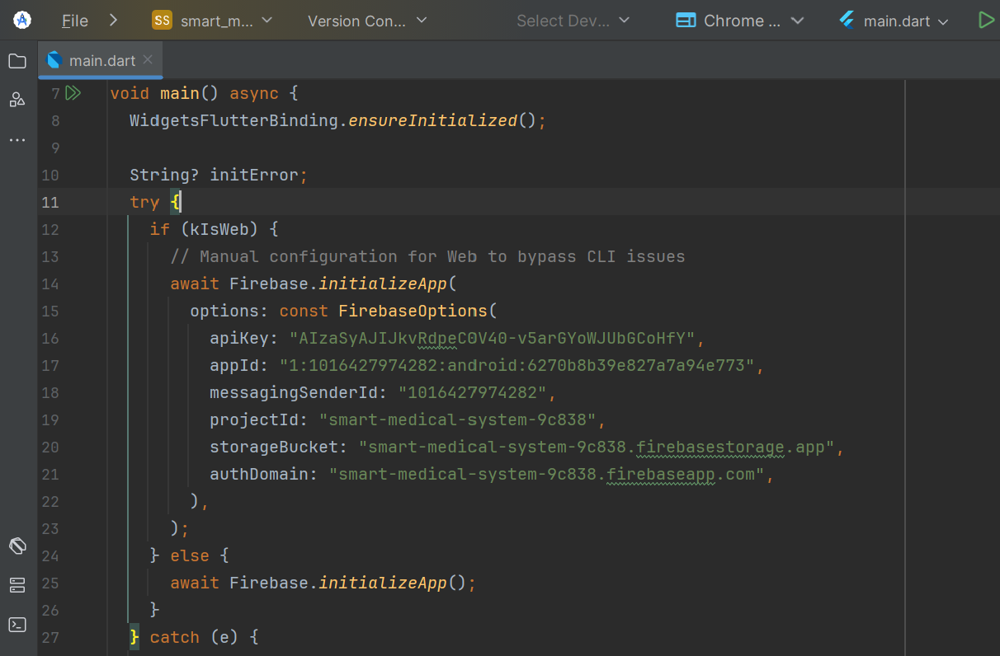 File SS smart_m... Version Con... Select Dev... Chrome ... main.dart
main.dart
7 void main() async {
8 WidgetsFlutterBinding.ensureInitialized();
9
10 String? initError;
11 try {
12 if (kIsWeb) {
13 // Manual configuration for Web to bypass CLI issues
14 await Firebase.initializeApp(
15 options: const FirebaseOptions(
16 apiKey: "AIzaSyAJIJkvRdpeC0V40-v5arGYoWJUbGCoHfY",
17 appId: "1:1016427974282:android:6270b8b39e827a7a94e773",
18 messagingSenderId: "1016427974282",
19 projectId: "smart-medical-system-9c838",
20 storageBucket: "smart-medical-system-9c838.firebasestorage.app",
21 authDomain: "smart-medical-system-9c838.firebaseapp.com",
22 ),
23 );
24 } else {
25 await Firebase.initializeApp();
26 }
27 } catch (e) {